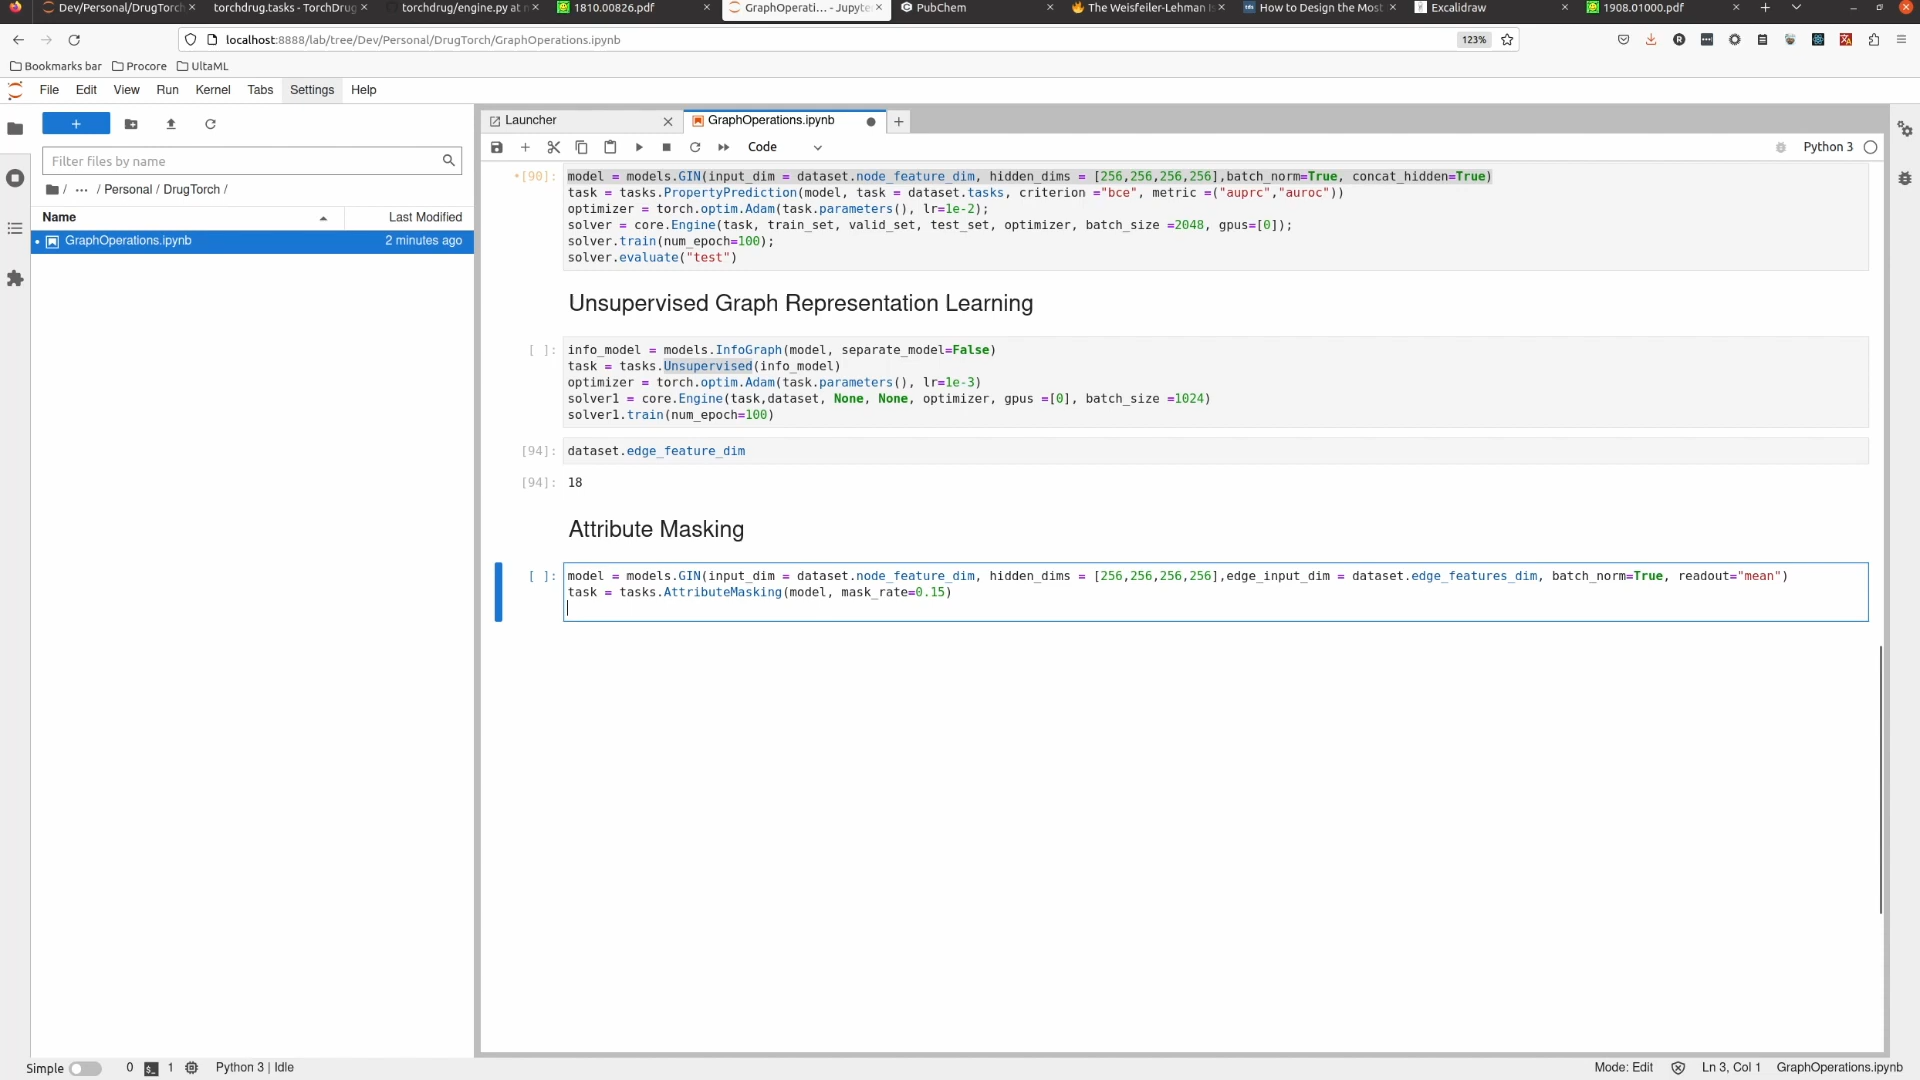 Dev/Personal/DrugTorch
torchdrug.tasks - TorchDrug
torchdrug/engine.py at
1810.00826.pdf
GraphOperati... - Jupyte
PubChem
The Weisfeiler-Lehman Is
How to Design the Most
Excalidraw
1908.01000.pdf
localhost:8888/lab/tree/Dev/Personal/DrugTorch/GraphOperations.ipynb
123%
Bookmarks bar
Procore
UltaML
File
Edit
View
Run
Kernel
Tabs
Settings
Help
+
Filter files by name
/ ... / Personal / DrugTorch /
Name
Last Modified
GraphOperations.ipynb
2 minutes ago
Launcher
GraphOperations.ipynb
Code
Python 3
•[90]:
model = models.GIN(input_dim = dataset.node_feature_dim, hidden_dims = [256,256,256,256],batch_norm=True, concat_hidden=True)
task = tasks.PropertyPrediction(model, task = dataset.tasks, criterion ="bce", metric =("auprc","auroc"))
optimizer = torch.optim.Adam(task.parameters(), lr=1e-2);
solver = core.Engine(task, train_set, valid_set, test_set, optimizer, batch_size =2048, gpus=[0]);
solver.train(num_epoch=100);
solver.evaluate("test")
Unsupervised Graph Representation Learning
[ ]:
info_model = models.InfoGraph(model, separate_model=False)
task = tasks.Unsupervised(info_model)
optimizer = torch.optim.Adam(task.parameters(), lr=1e-3)
solver1 = core.Engine(task,dataset, None, None, optimizer, gpus =[0], batch_size =1024)
solver1.train(num_epoch=100)
[94]:
dataset.edge_feature_dim
[94]:
18
Attribute Masking
[ ]:
model = models.GIN(input_dim = dataset.node_feature_dim, hidden_dims = [256,256,256,256],edge_input_dim = dataset.edge_features_dim, batch_norm=True, readout="mean")
task = tasks.AttributeMasking(model, mask_rate=0.15)
Simple
0
1
Python 3 | Idle
Mode: Edit
Ln 3, Col 1
GraphOperations.ipynb